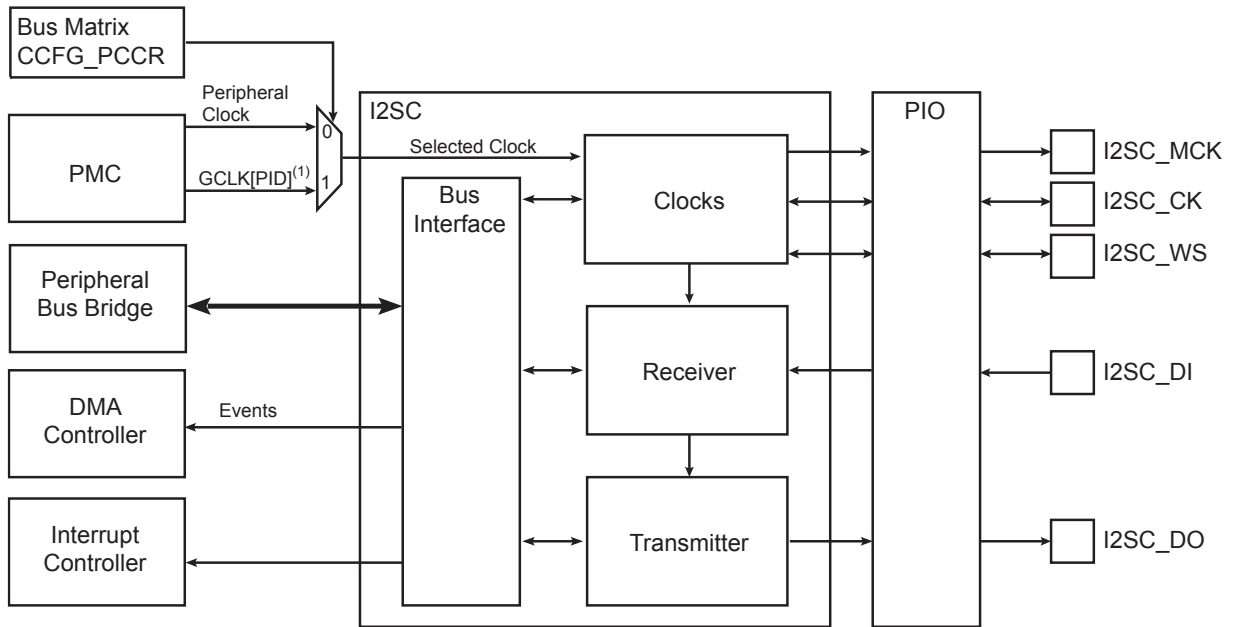 Bus Matrix
CCFG_PCCR
Peripheral
Clock
PMC
GCLK[PID](1)
0
1
I2SC
Selected Clock
Bus
Interface
Clocks
PIO
I2SC_MCK
I2SC_CK
I2SC_WS
Peripheral
Bus Bridge
Receiver
I2SC_DI
DMA
Controller
Events
Interrupt
Controller
Transmitter
I2SC_DO